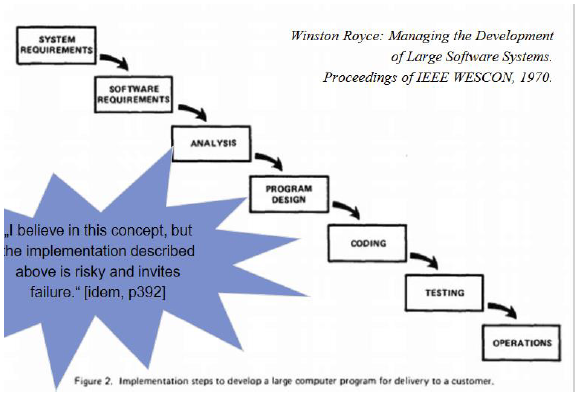 Winston Royce: Managing the Development
of Large Software Systems.
Proceedings of IEEE WESCON, 1970.
SYSTEM
REQUIREMENTS
SOFTWARE
REQUIREMENTS
ANALYSIS
PROGRAM
DESIGN
CODING
TESTING
OPERATIONS
„I believe in this concept, but
the implementation described
above is risky and invites
failure.“ [idem, p392]
Figure 2. Implementation steps to develop a large computer program for delivery to a customer.